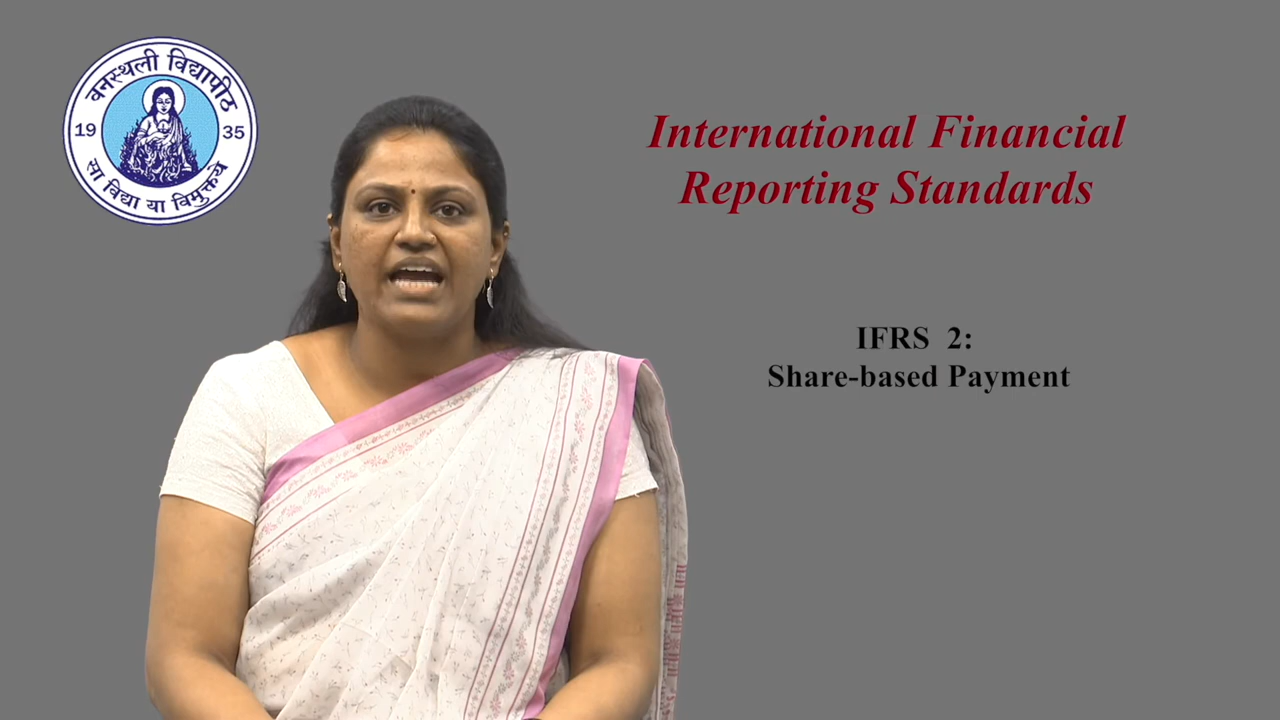 वनस्थली विद्यापीठ
19 35
सा विद्या या विमुक्तये
International Financial
Reporting Standards
IFRS 2:
Share-based Payment